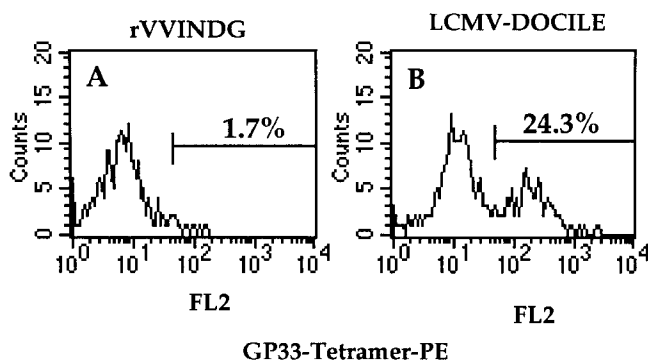 rVVINDG
LCMV-DOCILE
A
1.7%
Counts
0 5 10 15 20
10^0 10^1 10^2 10^3 10^4
FL2
B
24.3%
Counts
0 5 10 15 20
10^0 10^1 10^2 10^3 10^4
FL2
GP33-Tetramer-PE